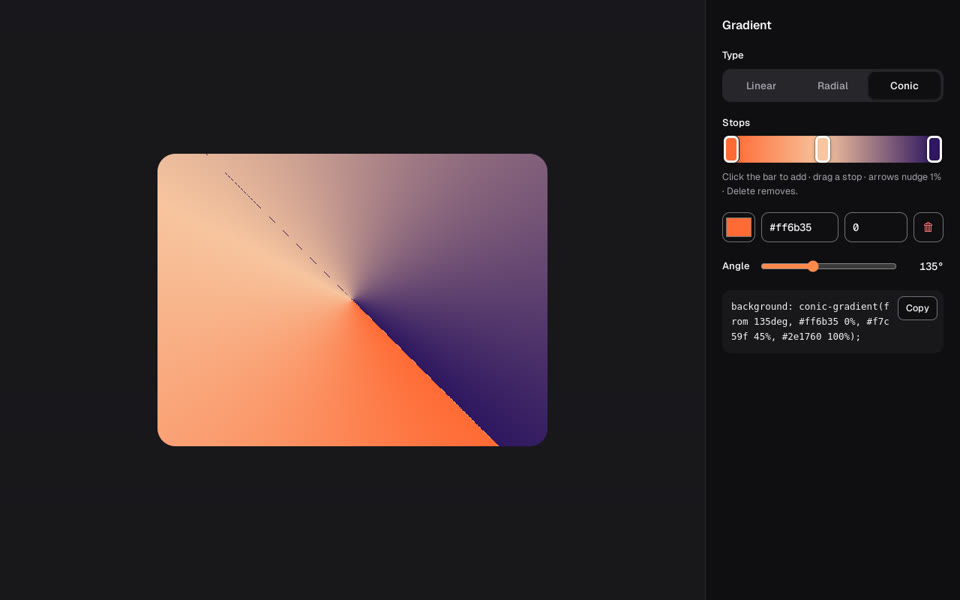 Gradient
Type
Linear Radial Conic
Stops
Click the bar to add · drag a stop · arrows nudge 1%
· Delete removes.
#ff6b35 0
Angle 135°
background: conic-gradient(f
rom 135deg, #ff6b35 0%, #f7c
59f 45%, #2e1760 100%);
Copy